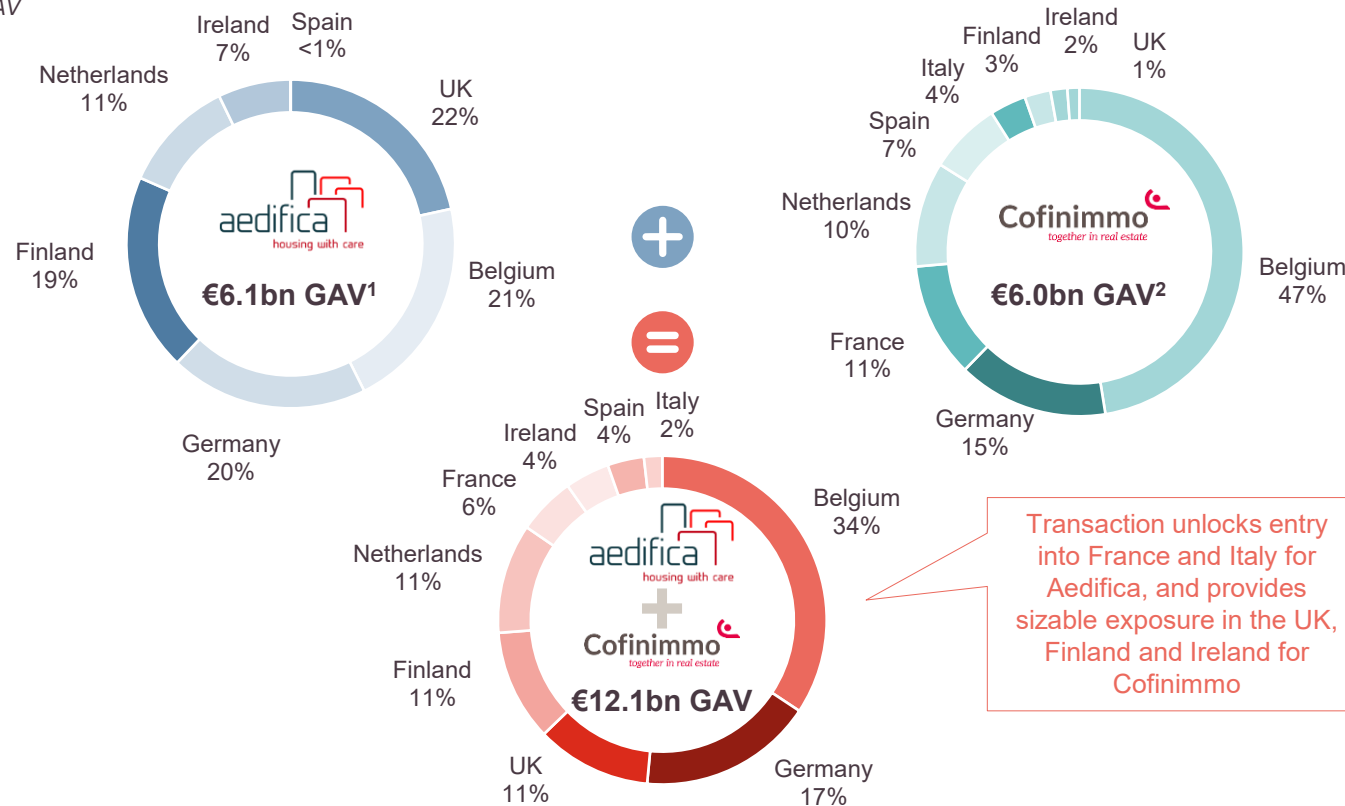 GAV
Ireland
7%
Spain
<1%
Netherlands
11%
UK
22%
Finland
19%
aedifica
housing with care
€6.1bn GAV¹
Belgium
21%
Germany
20%
Ireland
2%
Finland
3%
UK
1%
Italy
4%
Spain
7%
Netherlands
10%
Cofinimmo
together in real estate
€6.0bn GAV²
Belgium
47%
France
11%
Germany
15%
Spain
4%
Italy
2%
Ireland
4%
France
6%
Belgium
34%
Netherlands
11%
aedifica
housing with care
Cofinimmo
together in real estate
€12.1bn GAV
Finland
11%
UK
11%
Germany
17%
Transaction unlocks entry
into France and Italy for
Aedifica, and provides
sizable exposure in the UK,
Finland and Ireland for
Cofinimmo